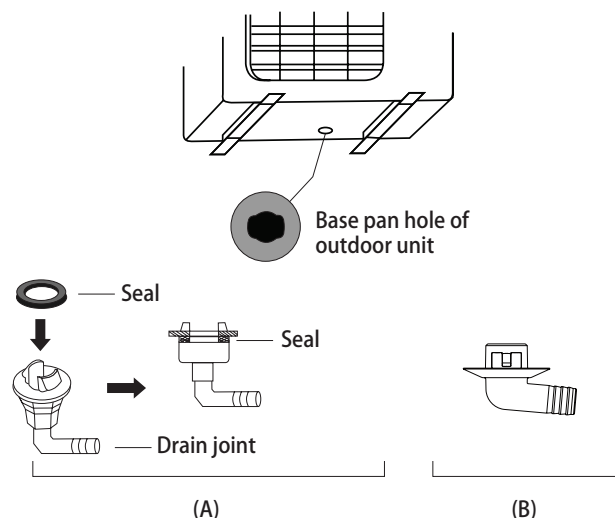 Base pan hole of
outdoor unit
Seal
Seal
Drain joint
(A)
(B)